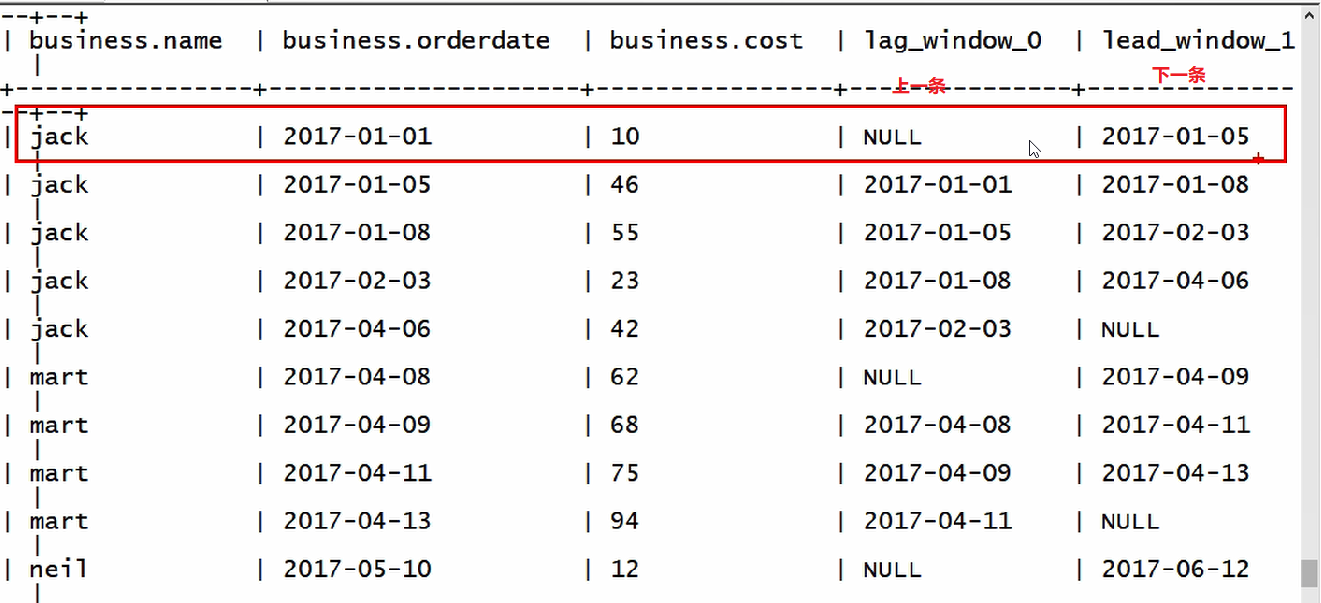 --+--+
| business.name | business.orderdate | business.cost | lag_window_0 | lead_window_1
|
上一条 下一条
+----------------+----------------------+-----------------+----------------+--------------
--+--+
| jack | 2017-01-01 | 10 | NULL | 2017-01-05
|
| jack | 2017-01-05 | 46 | 2017-01-01 | 2017-01-08
|
| jack | 2017-01-08 | 55 | 2017-01-05 | 2017-02-03
|
| jack | 2017-02-03 | 23 | 2017-01-08 | 2017-04-06
|
| jack | 2017-04-06 | 42 | 2017-02-03 | NULL
|
| mart | 2017-04-08 | 62 | NULL | 2017-04-09
|
| mart | 2017-04-09 | 68 | 2017-04-08 | 2017-04-11
|
| mart | 2017-04-11 | 75 | 2017-04-09 | 2017-04-13
|
| mart | 2017-04-13 | 94 | 2017-04-11 | NULL
|
| neil | 2017-05-10 | 12 | NULL | 2017-06-12
|